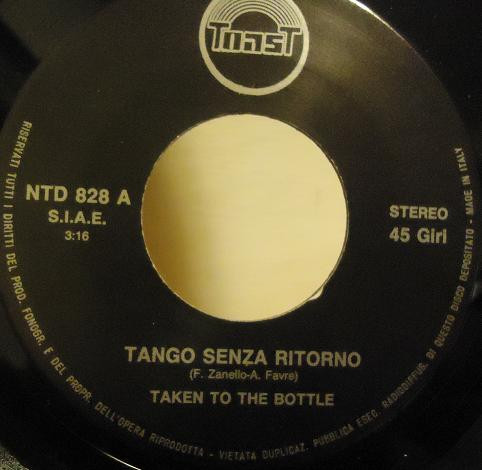 ToasT
NTD 828 A
S.I.A.E.
3:16
STEREO
45 Giri
TANGO SENZA RITORNO
(F. Zanello-A. Favre)
TAKEN TO THE BOTTLE
RISERVATI TUTTI I DIRITTI DEL PROD. FONOGR. E DEL PROPR. DELL'OPERA RIPRODOTTA - VIETATA DUPLICAZ. PUBBLICA ESEC. RADIODIFFUS. DI QUESTO DISCO DEPOSITATO - MADE IN ITALY